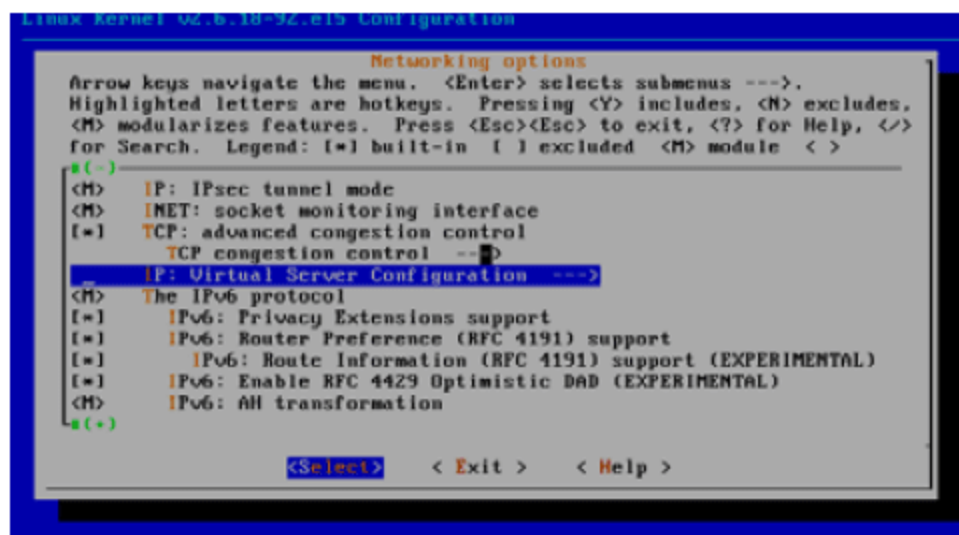 Linux Kernel v2.6.18-92.el5 Configuration
Networking options
Arrow keys navigate the menu. <Enter> selects submenus --->.
Highlighted letters are hotkeys. Pressing <Y> includes, <N> excludes,
<M> modularizes features. Press <Esc><Esc> to exit, <?> for Help, </>
for Search. Legend: [*] built-in [ ] excluded <M> module < >
(-)
<M> IP: IPsec tunnel mode
<M> INET: socket monitoring interface
[*] TCP: advanced congestion control
TCP congestion control --->
IP: Virtual Server Configuration --->
<M> The IPv6 protocol
[*] IPv6: Privacy Extensions support
[*] IPv6: Router Preference (RFC 4191) support
[*] IPv6: Route Information (RFC 4191) support (EXPERIMENTAL)
[*] IPv6: Enable RFC 4429 Optimistic DAD (EXPERIMENTAL)
<M> IPv6: AH transformation
(+)
<Select> < Exit > < Help >